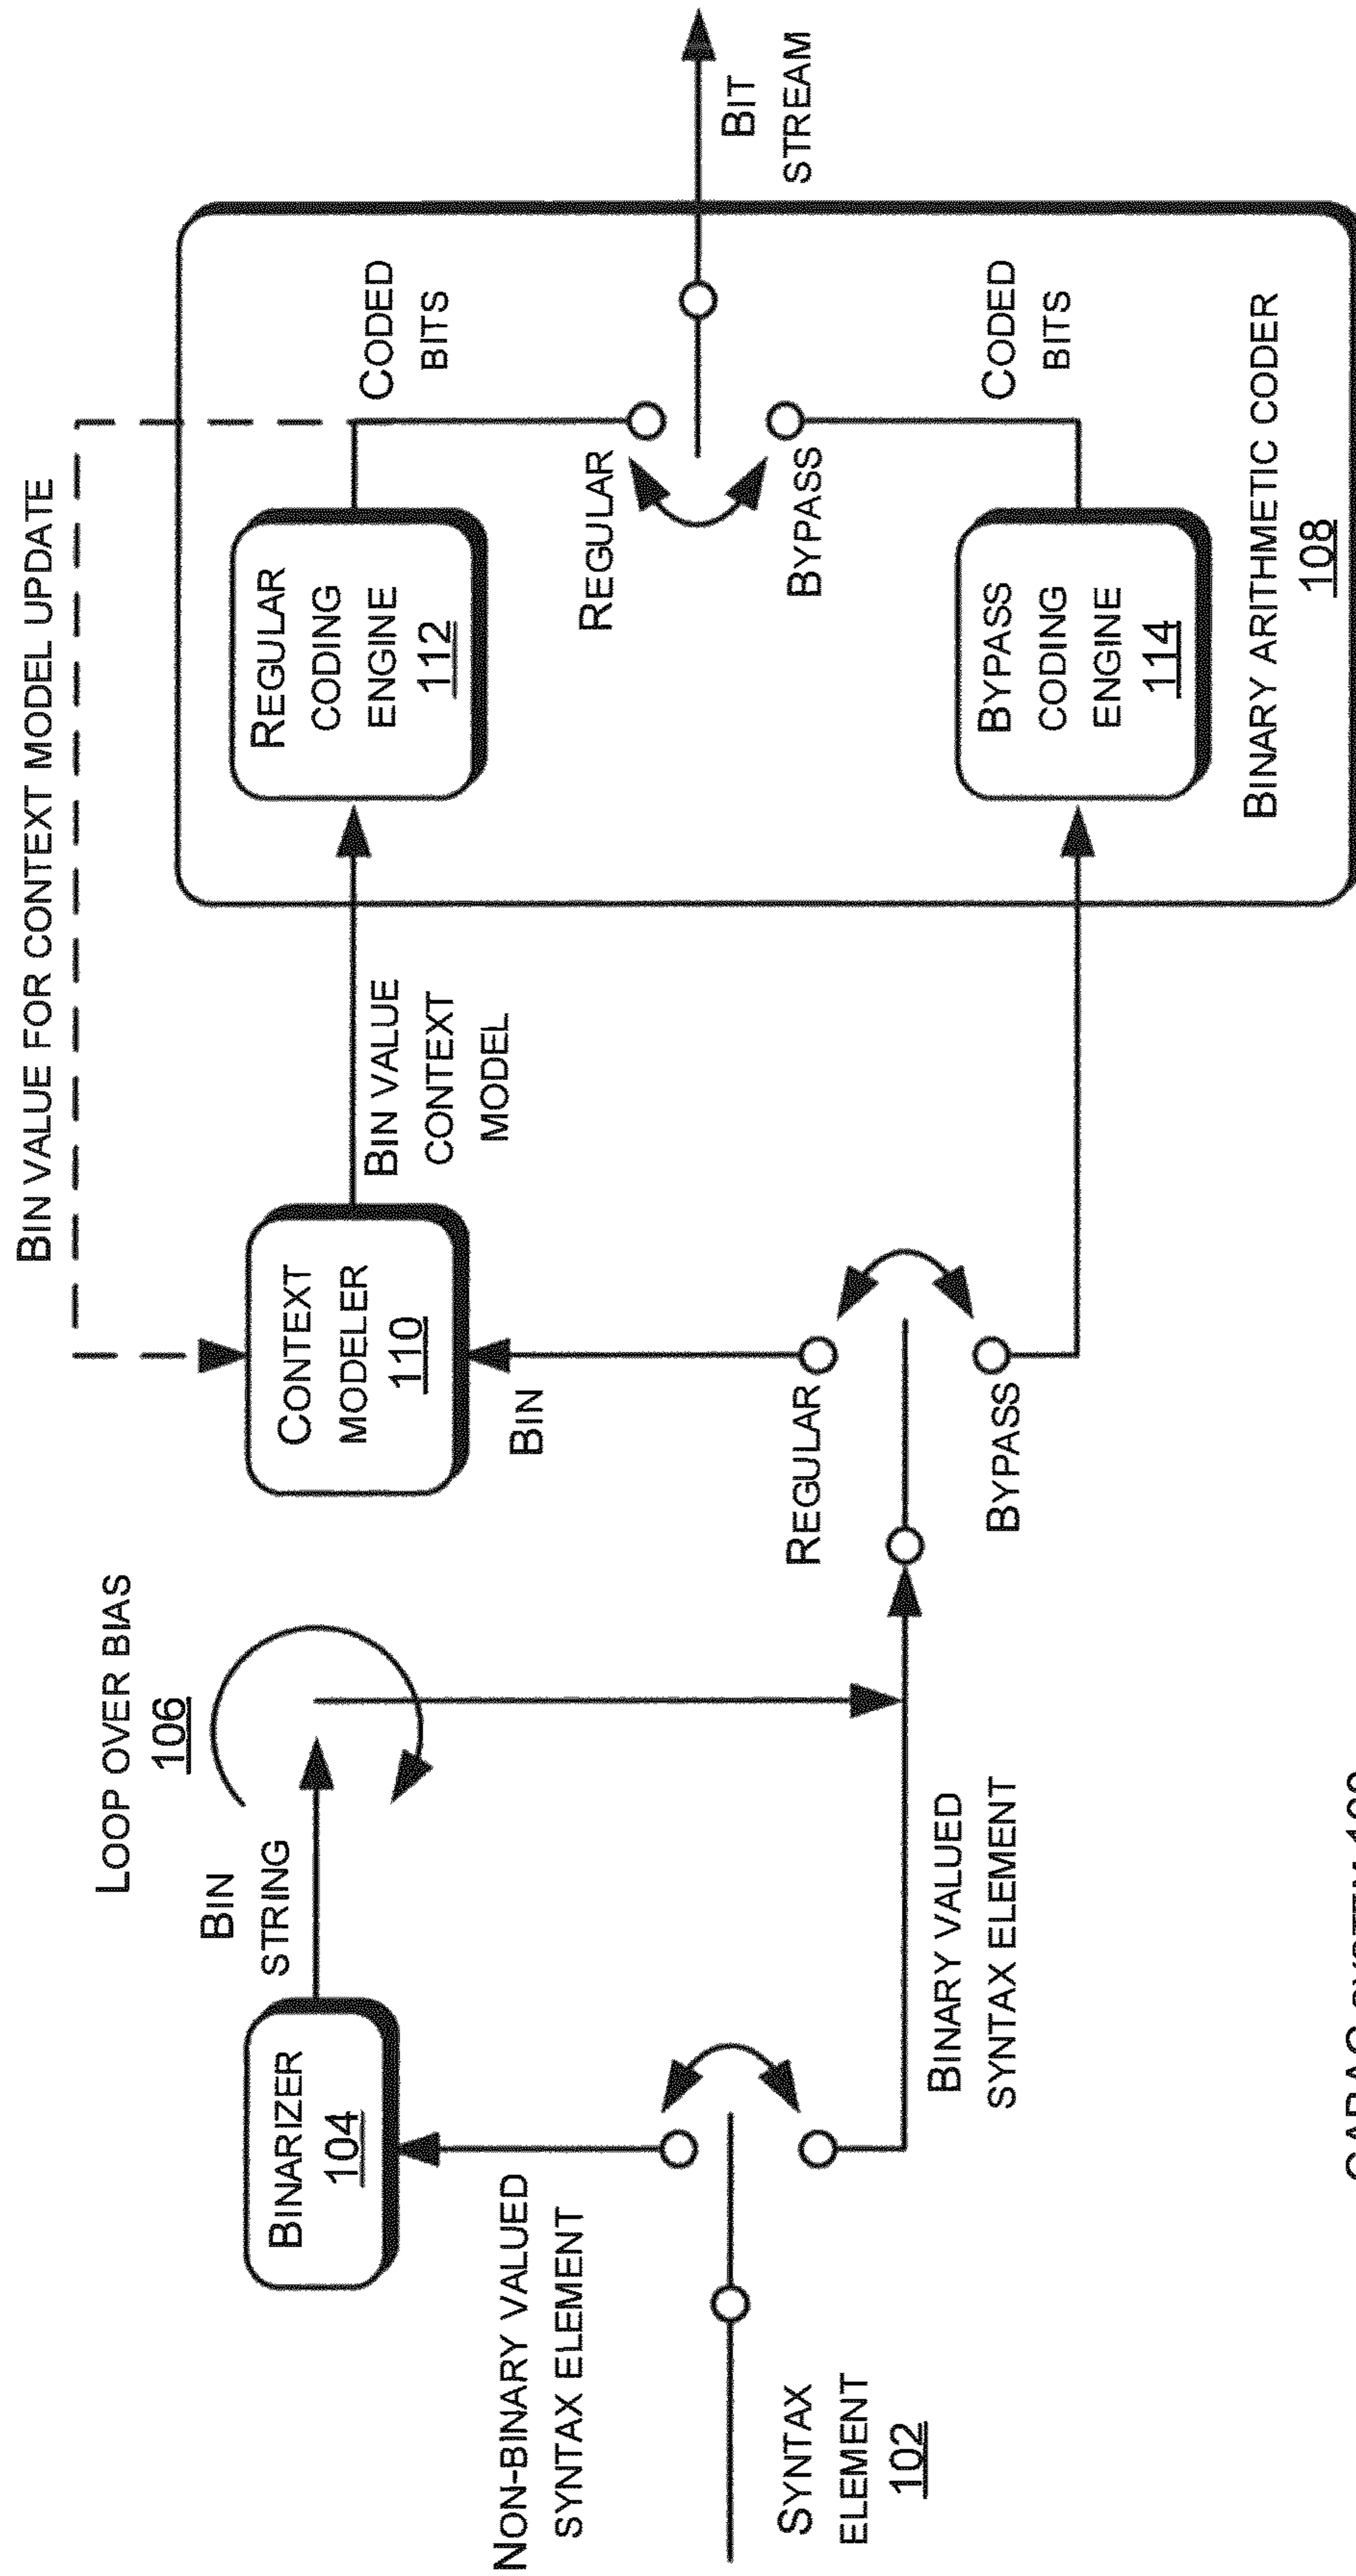 BIN VALUE FOR CONTEXT MODEL UPDATE
LOOP OVER BIAS
106
BINARIZER
104
BIN
STRING
CONTEXT
MODELER
110
BIN VALUE
CONTEXT
MODEL
REGULAR
CODING
ENGINE
112
CODED
BITS
NON-BINARY VALUED
SYNTAX ELEMENT
BIN
REGULAR
BYPASS
REGULAR
BYPASS
BIT
STREAM
SYNTAX
ELEMENT
102
BINARY VALUED
SYNTAX ELEMENT
BYPASS
CODING
ENGINE
114
CODED
BITS
BINARY ARITHMETIC CODER
108